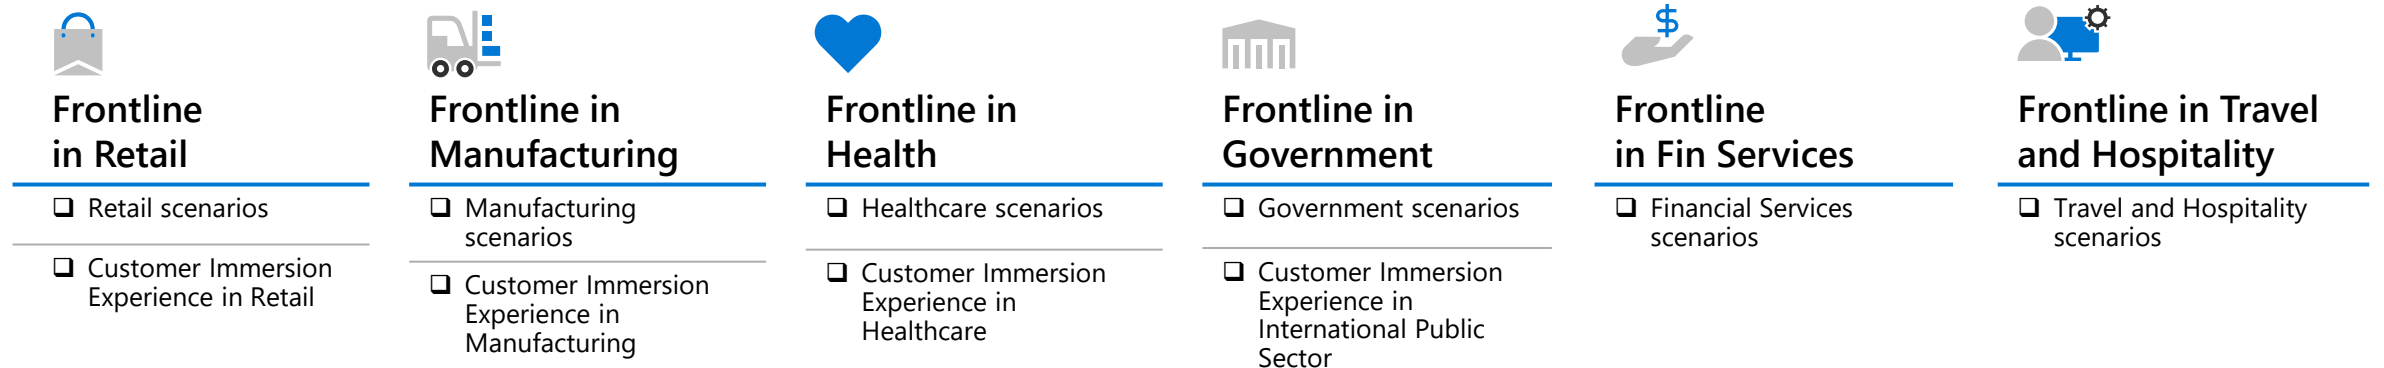 Frontline
in Retail
❑ Retail scenarios
❑ Customer Immersion
Experience in Retail
Frontline in
Manufacturing
❑ Manufacturing
scenarios
❑ Customer Immersion
Experience in
Manufacturing
Frontline in
Health
❑ Healthcare scenarios
❑ Customer Immersion
Experience in
Healthcare
Frontline in
Government
❑ Government scenarios
❑ Customer Immersion
Experience in
International Public
Sector
$
Frontline
in Fin Services
❑ Financial Services
scenarios
Frontline in Travel
and Hospitality
❑ Travel and Hospitality
scenarios